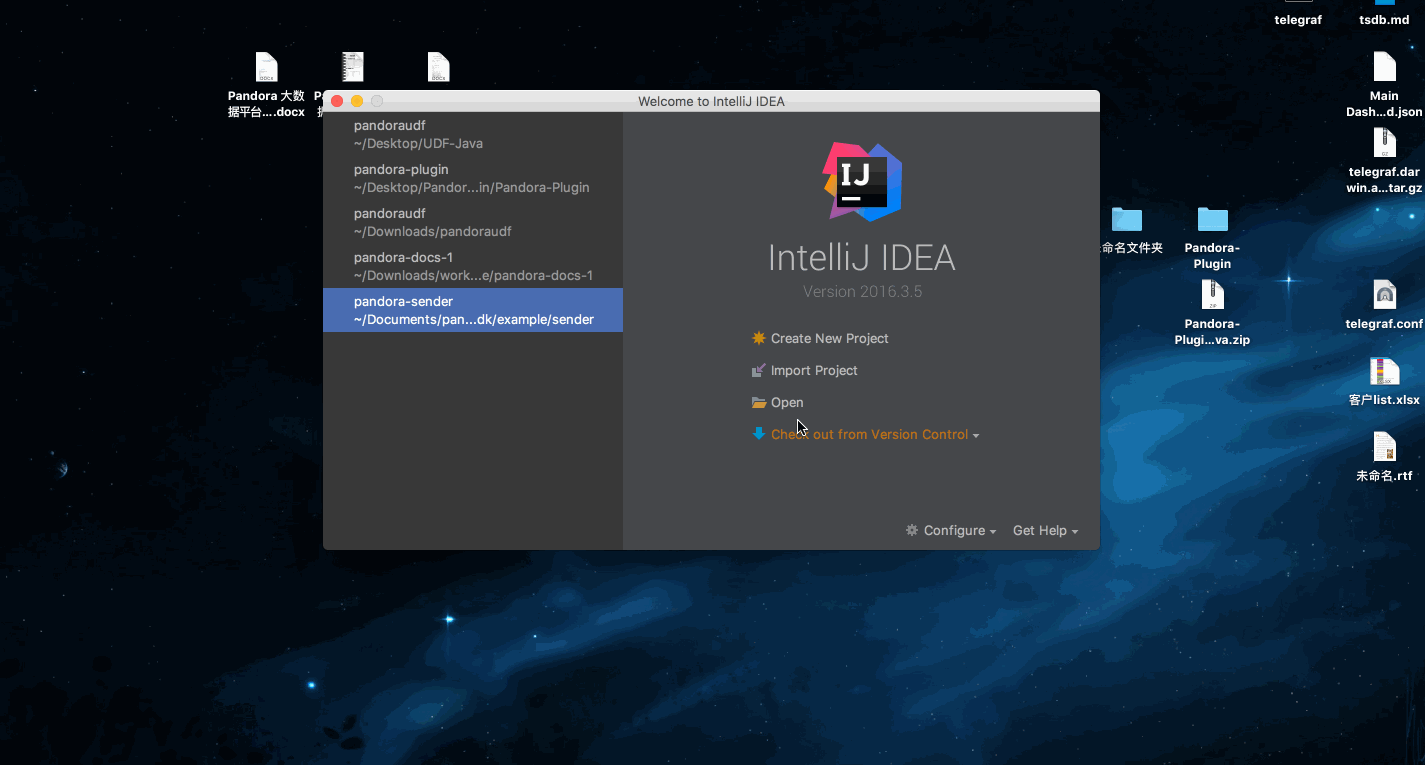 telegraf
tsdb.md
Pandora 大数
据平台....docx
Welcome to IntelliJ IDEA
pandoraudf
~/Desktop/UDF-Java
pandora-plugin
~/Desktop/Pandor...in/Pandora-Plugin
pandoraudf
~/Downloads/pandoraudf
pandora-docs-1
~/Downloads/work...e/pandora-docs-1
pandora-sender
~/Documents/pan...dk/example/sender
IJ
IntelliJ IDEA
Version 2016.3.5
Create New Project
Import Project
Open
Check out from Version Control
Configure
Get Help
命名文件夹
Pandora-
Plugin
ZIP
Pandora-
Plugi...va.zip
Main
Dash...d.json
GZ
telegraf.dar
win.a...tar.gz
telegraf.conf
客户list.xlsx
未命名.rtf